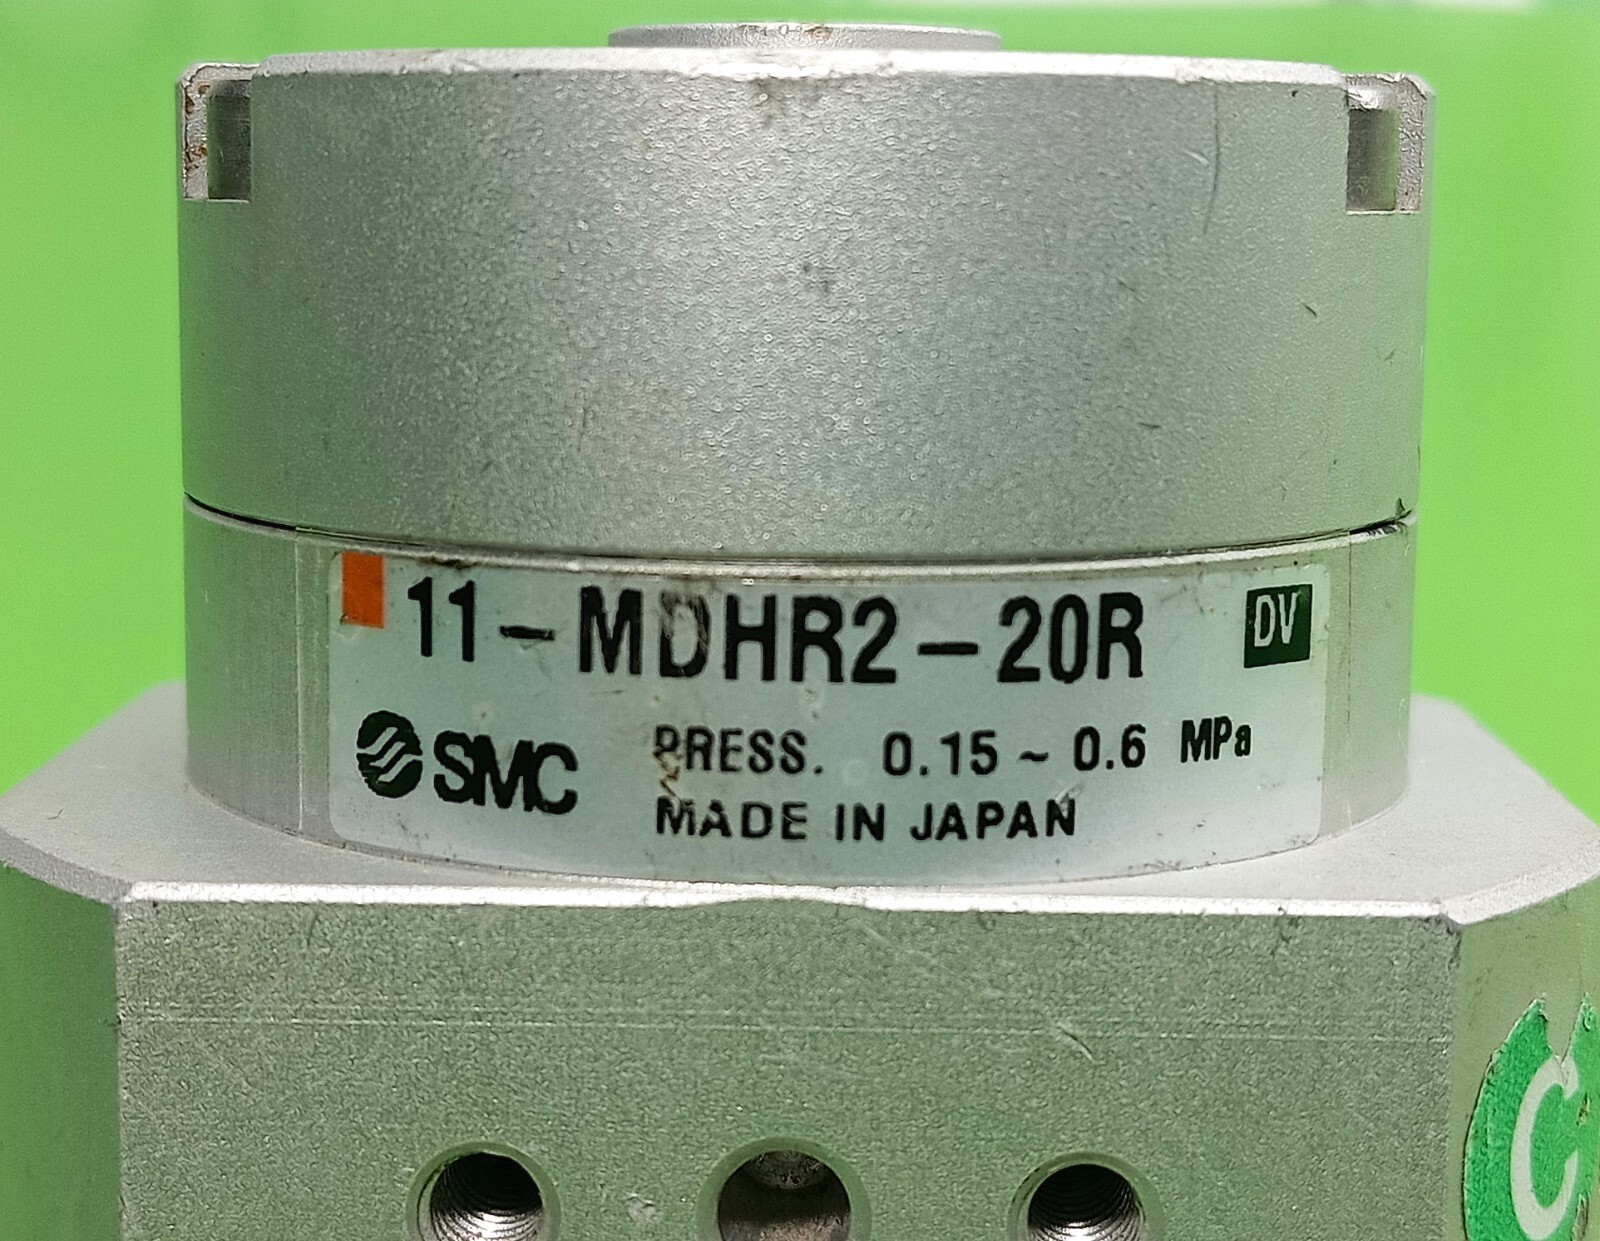 11-MDHR2-20R DV
SMC PRESS. 0.15 ~ 0.6 MPa
MADE IN JAPAN
C